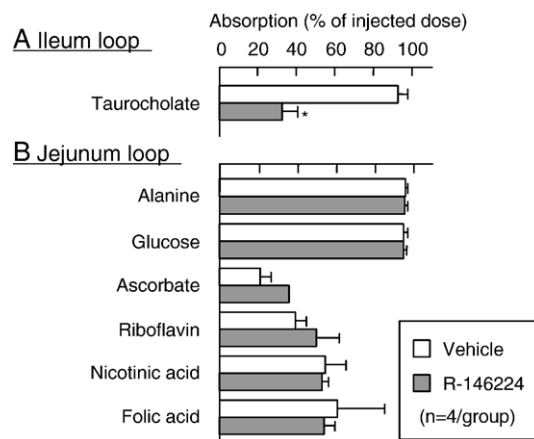 Absorption (% of injected dose)
A Ileum loop
0 20 40 60 80 100
Taurocholate
*
B Jejunum loop
Alanine
Glucose
Ascorbate
Riboflavin
Nicotinic acid
Folic acid
Vehicle
R-146224
(n=4/group)